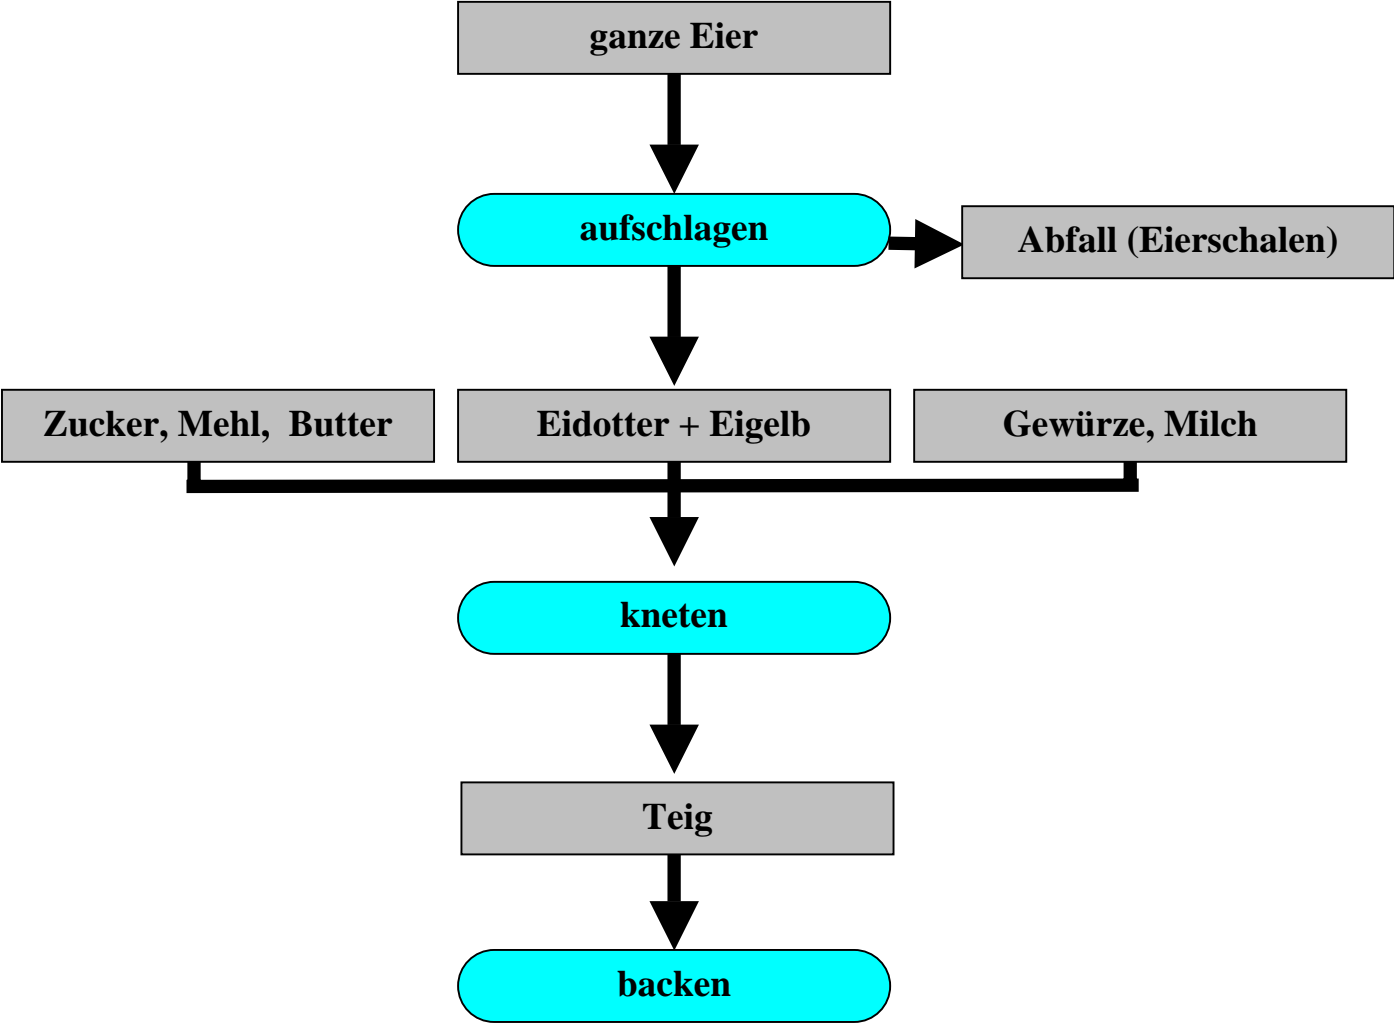 ganze Eier
aufschlagen
Abfall (Eierschalen)
Zucker, Mehl,  Butter
Eidotter + Eigelb
Gewürze, Milch
kneten
Teig
backen